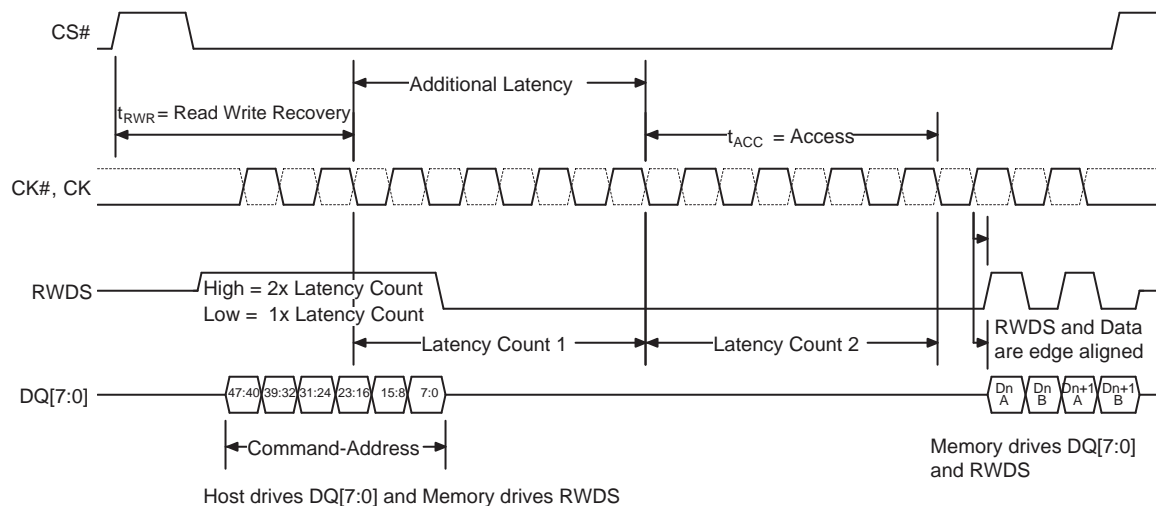 CS#
Additional Latency
tRWR = Read Write Recovery
tACC = Access
CK#, CK
RWDS
High = 2x Latency Count
Low = 1x Latency Count
Latency Count 1
Latency Count 2
RWDS and Data
are edge aligned
DQ[7:0]
47:40 39:32 31:24 23:16 15:8 7:0
Dn A
Dn B
Dn+1 A
Dn+1 B
Command-Address
Memory drives DQ[7:0]
and RWDS
Host drives DQ[7:0] and Memory drives RWDS